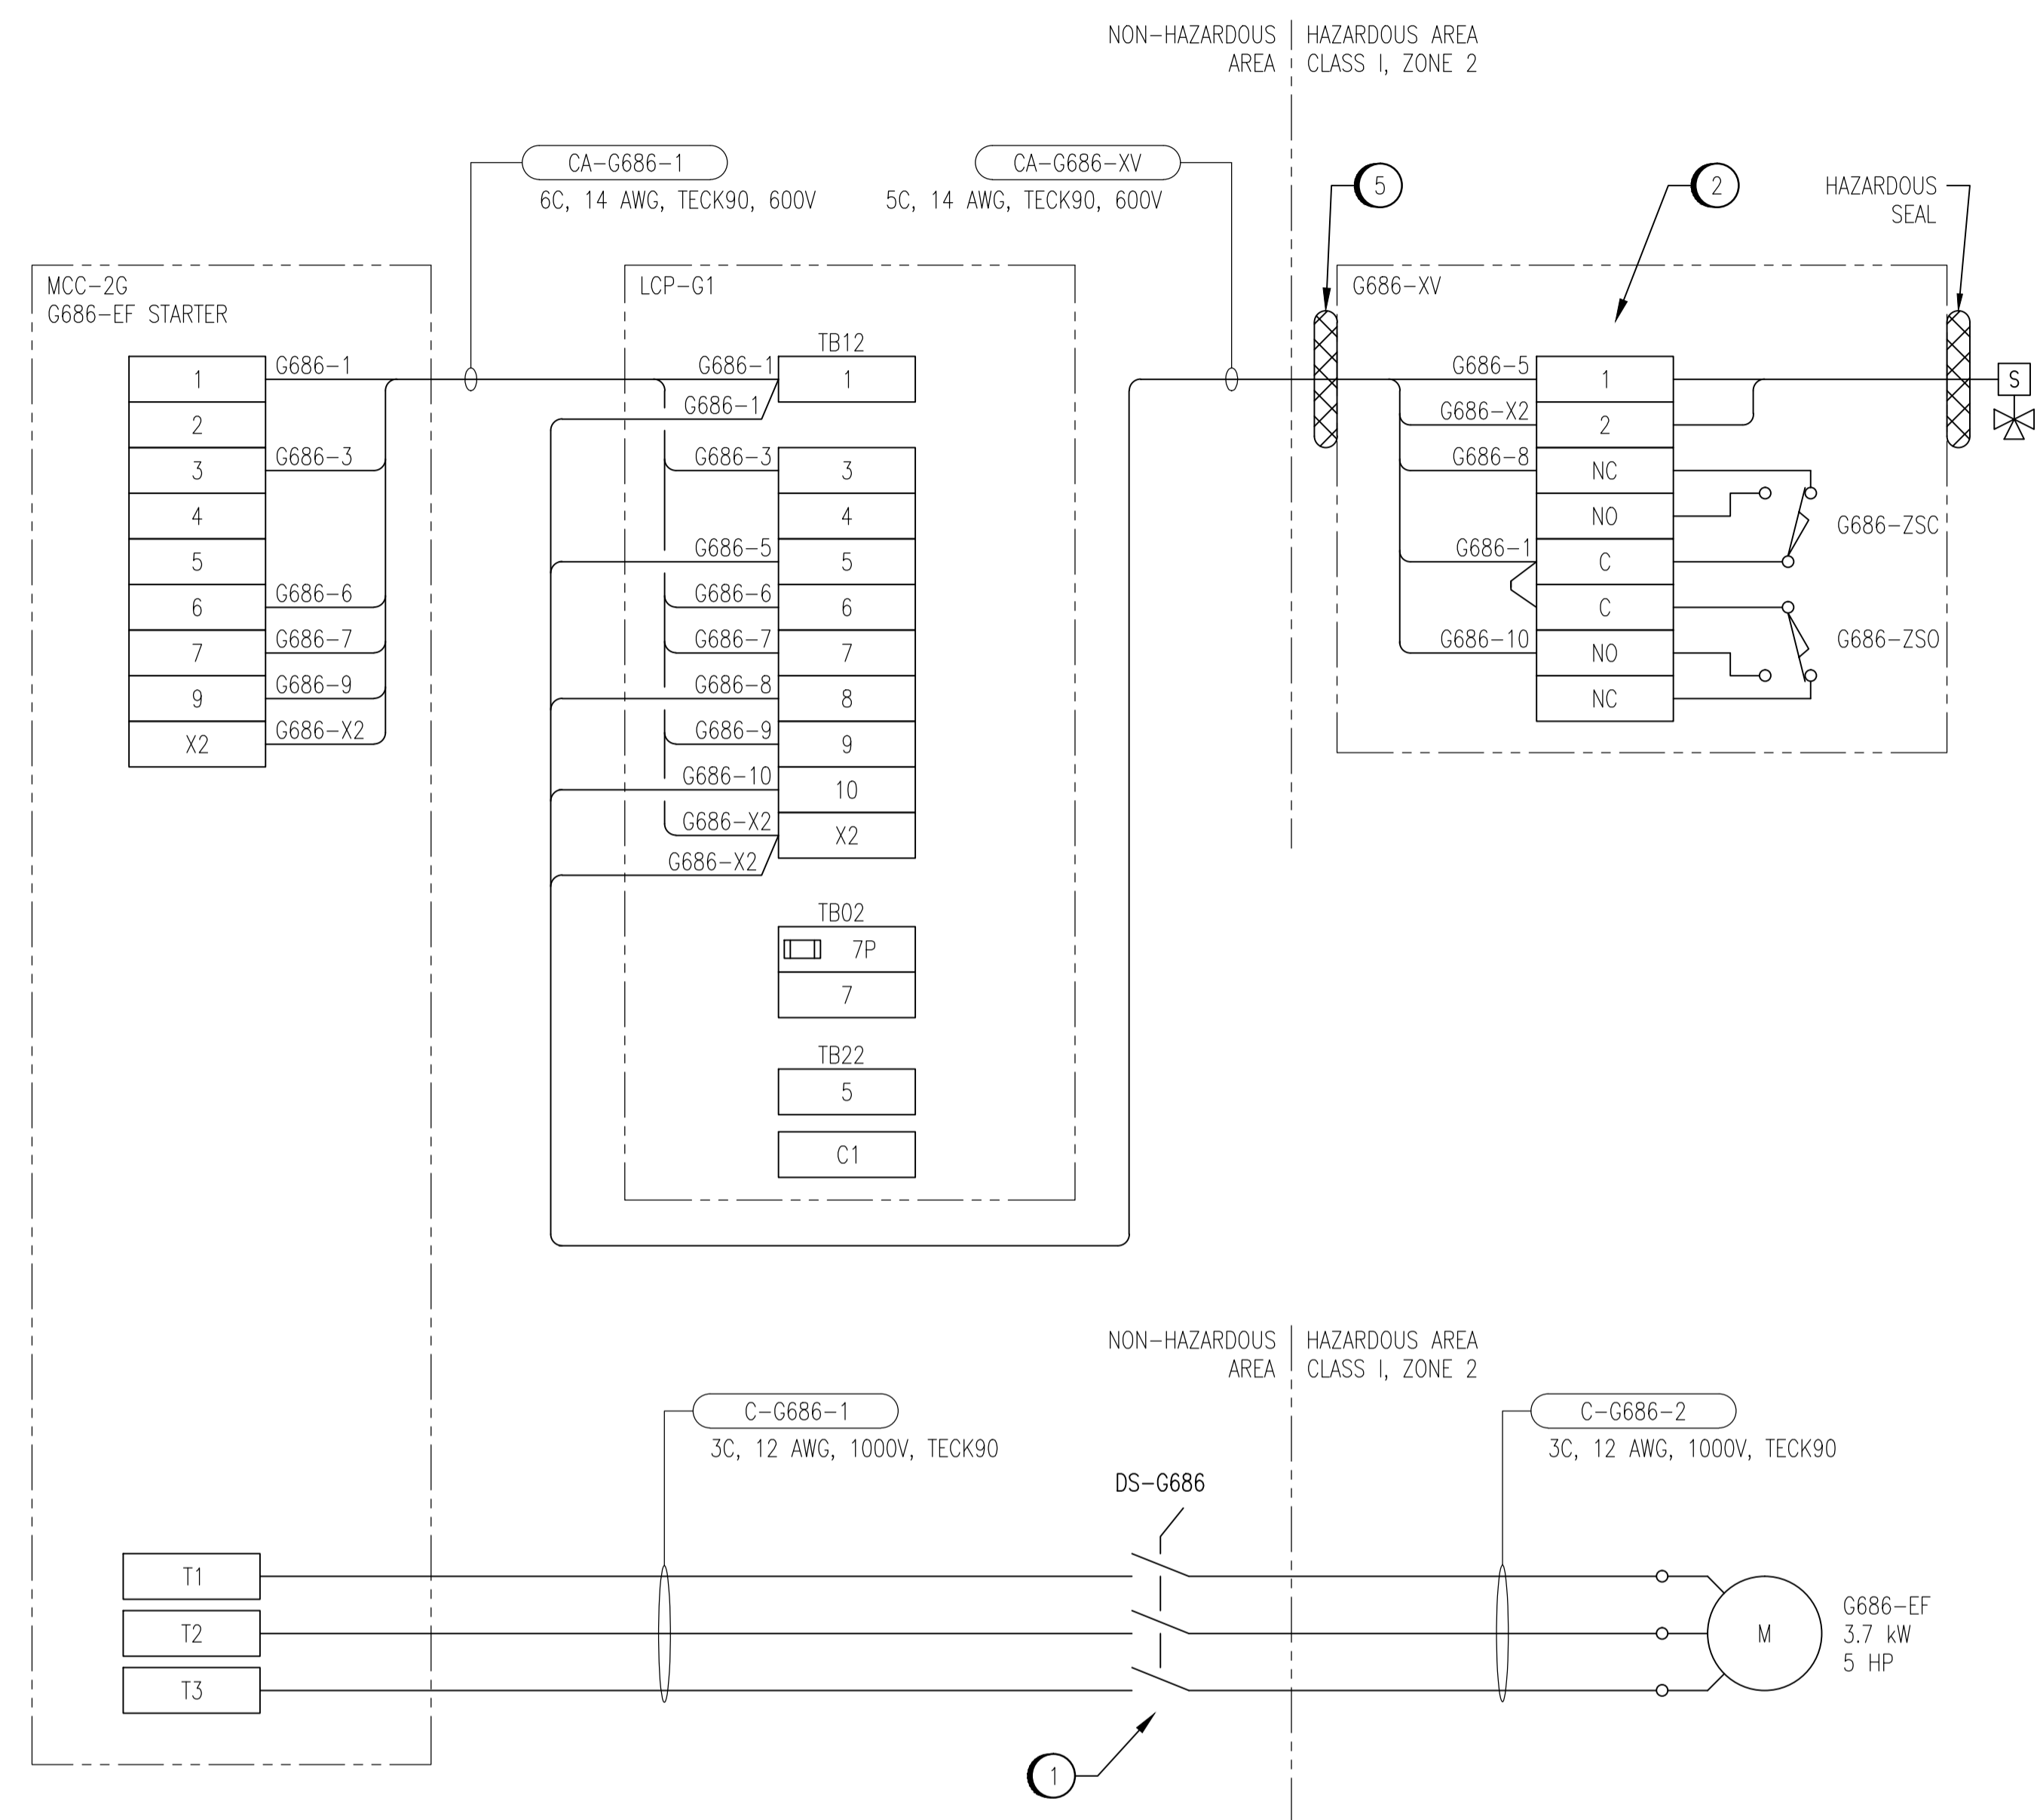 NON-HAZARDOUS
AREA
HAZARDOUS AREA
CLASS I, ZONE 2
CA-G686-1
6C, 14 AWG, TECK90, 600V
CA-G686-XV
5C, 14 AWG, TECK90, 600V
5
2
HAZARDOUS
SEAL
MCC-2G
G686-EF STARTER
1
2
3
4
5
6
7
9
X2
G686-1
G686-3
G686-6
G686-7
G686-9
G686-X2
LCP-G1
TB12
G686-1
G686-1
G686-3
G686-5
G686-6
G686-7
G686-8
G686-9
G686-10
G686-X2
G686-X2
1
3
4
5
6
7
8
9
10
X2
TB02
7P
7
TB22
5
C1
G686-XV
G686-5
G686-X2
G686-8
G686-1
G686-10
1
2
NC
NO
C
C
NO
NC
G686-ZSC
G686-ZSO
S
NON-HAZARDOUS
AREA
HAZARDOUS AREA
CLASS I, ZONE 2
C-G686-1
3C, 12 AWG, 1000V, TECK90
C-G686-2
3C, 12 AWG, 1000V, TECK90
DS-G686
T1
T2
T3
M
G686-EF
3.7 kW
5 HP
1